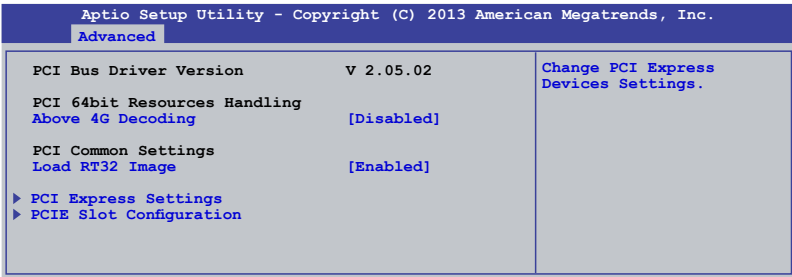 Aptio Setup Utility - Copyright (C) 2013 American Megatrends, Inc.
Advanced
PCI Bus Driver Version V 2.05.02
PCI 64bit Resources Handling
Above 4G Decoding [Disabled]
PCI Common Settings
Load RT32 Image [Enabled]
PCI Express Settings
PCIE Slot Configuration
Change PCI Express
Devices Settings.